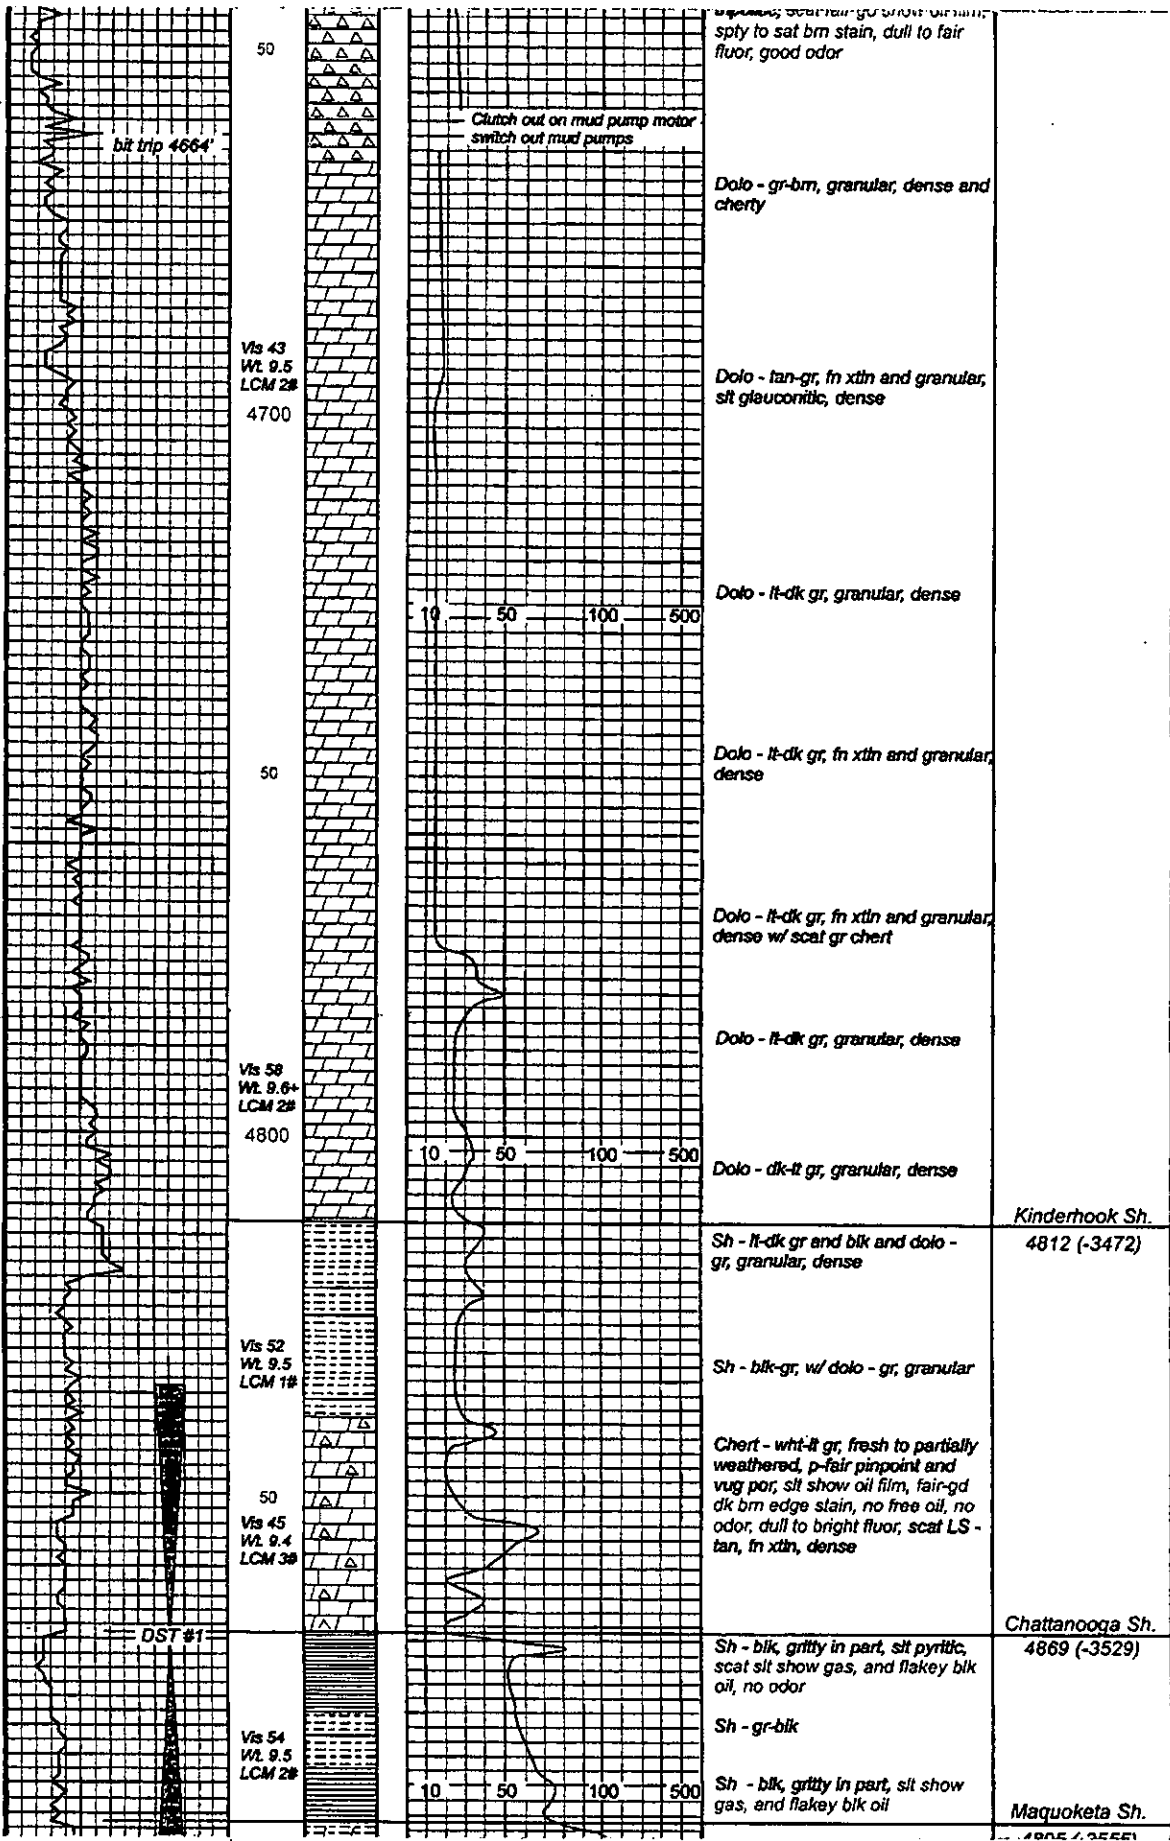 spty to sat brn stain, dull to fair
fluor, good odor
50
Clutch out on mud pump motor
switch out mud pumps
bit trip 4664'
Dolo - gr-brn, granular, dense and
cherty
Vis 43
Wt. 9.5
LCM 2#
4700
Dolo - tan-gr, fn xtln and granular,
slt glauconitic, dense
Dolo - lt-dk gr, granular, dense
10 50 100 500
Dolo - lt-dk gr, fn xtln and granular,
dense
50
Dolo - lt-dk gr, fn xtln and granular,
dense w/ scat gr chert
Dolo - lt-dk gr, granular, dense
Vis 58
Wt. 9.6+
LCM 2#
4800
10 50 100 500
Dolo - dk-lt gr, granular, dense
Kinderhook Sh.
4812 (-3472)
Sh - lt-dk gr and blk and dolo -
gr, granular, dense
Vis 52
Wt. 9.5
LCM 1#
Sh - blk-gr, w/ dolo - gr, granular
Chert - wht-lt gr, fresh to partially
weathered, p-fair pinpoint and
vug por, slt show oil film, fair-gd
dk brn edge stain, no free oil, no
odor, dull to bright fluor, scat LS -
tan, fn xtln, dense
50
Vis 45
Wt. 9.4
LCM 3#
Chattanooga Sh.
4869 (-3529)
DST #1
Sh - blk, gritty in part, slt pyritic,
scat slt show gas, and flakey blk
oil, no odor
Sh - gr-blk
Vis 54
Wt. 9.5
LCM 2#
10 50 100 500
Sh - blk, gritty in part, slt show
gas, and flakey blk oil
Maquoketa Sh.
4895 (-3555)